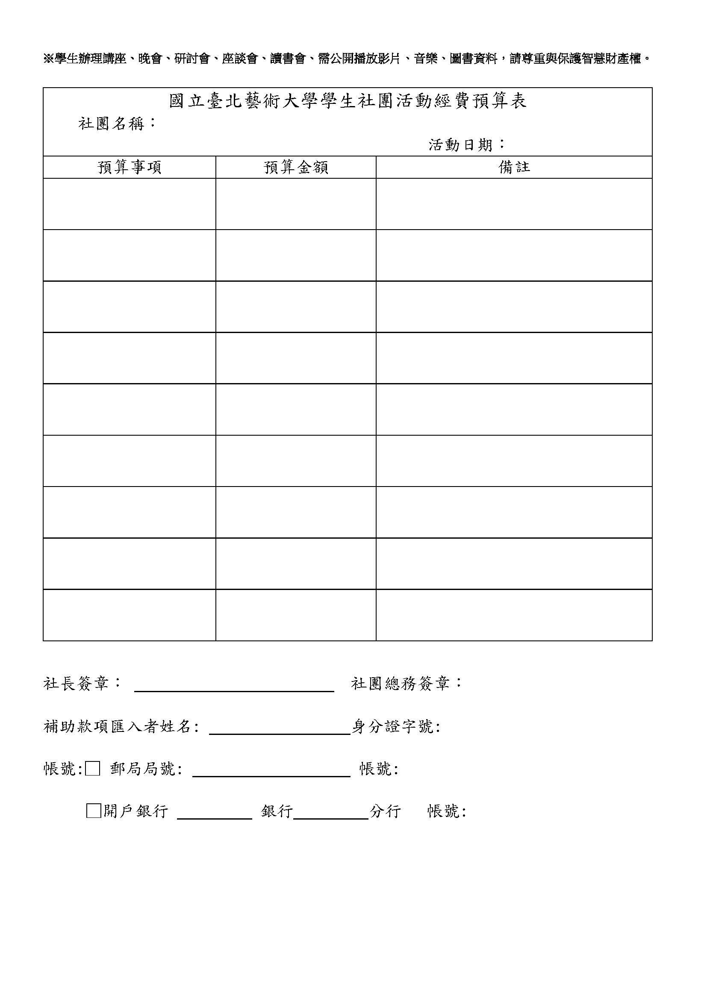 ※學生辦理講座、晚會、研討會、座談會、讀書會、需公開播放影片、音樂、圖書資料，請尊重與保護智慧財產權。
國立臺北藝術大學學生社團活動經費預算表
社團名稱：
活動日期：
預算事項 預算金額 備註
社長簽章： 社團總務簽章：
補助款項匯入者姓名: 身分證字號:
帳號:□ 郵局局號: 帳號:
□開戶銀行 銀行 分行 帳號: